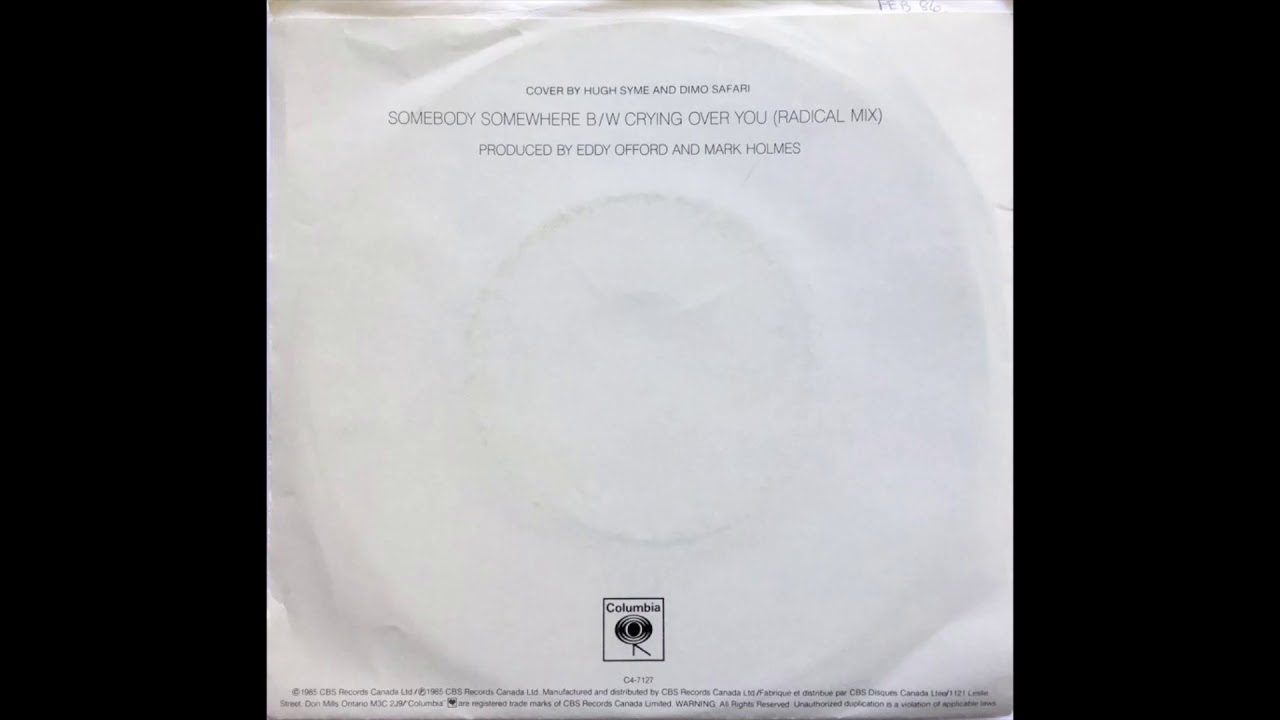 FEB 86
COVER BY HUGH SYME AND DIMO SAFARI
SOMEBODY SOMEWHERE B/W CRYING OVER YOU (RADICAL MIX)
PRODUCED BY EDDY OFFORD AND MARK HOLMES
Columbia
C4-7127
©1985 CBS Records Canada Ltd./℗1985 CBS Records Canada Ltd. Manufactured and distributed by CBS Records Canada Ltd./Fabrique et distribue par CBS Disques Canada Ltee/1121 Leslie
Street. Don Mills Ontario M3C 2J9/"Columbia" are registered trade marks of CBS Records Canada Limited. WARNING. All Rights Reserved. Unauthorized duplication is a violation of applicable laws.